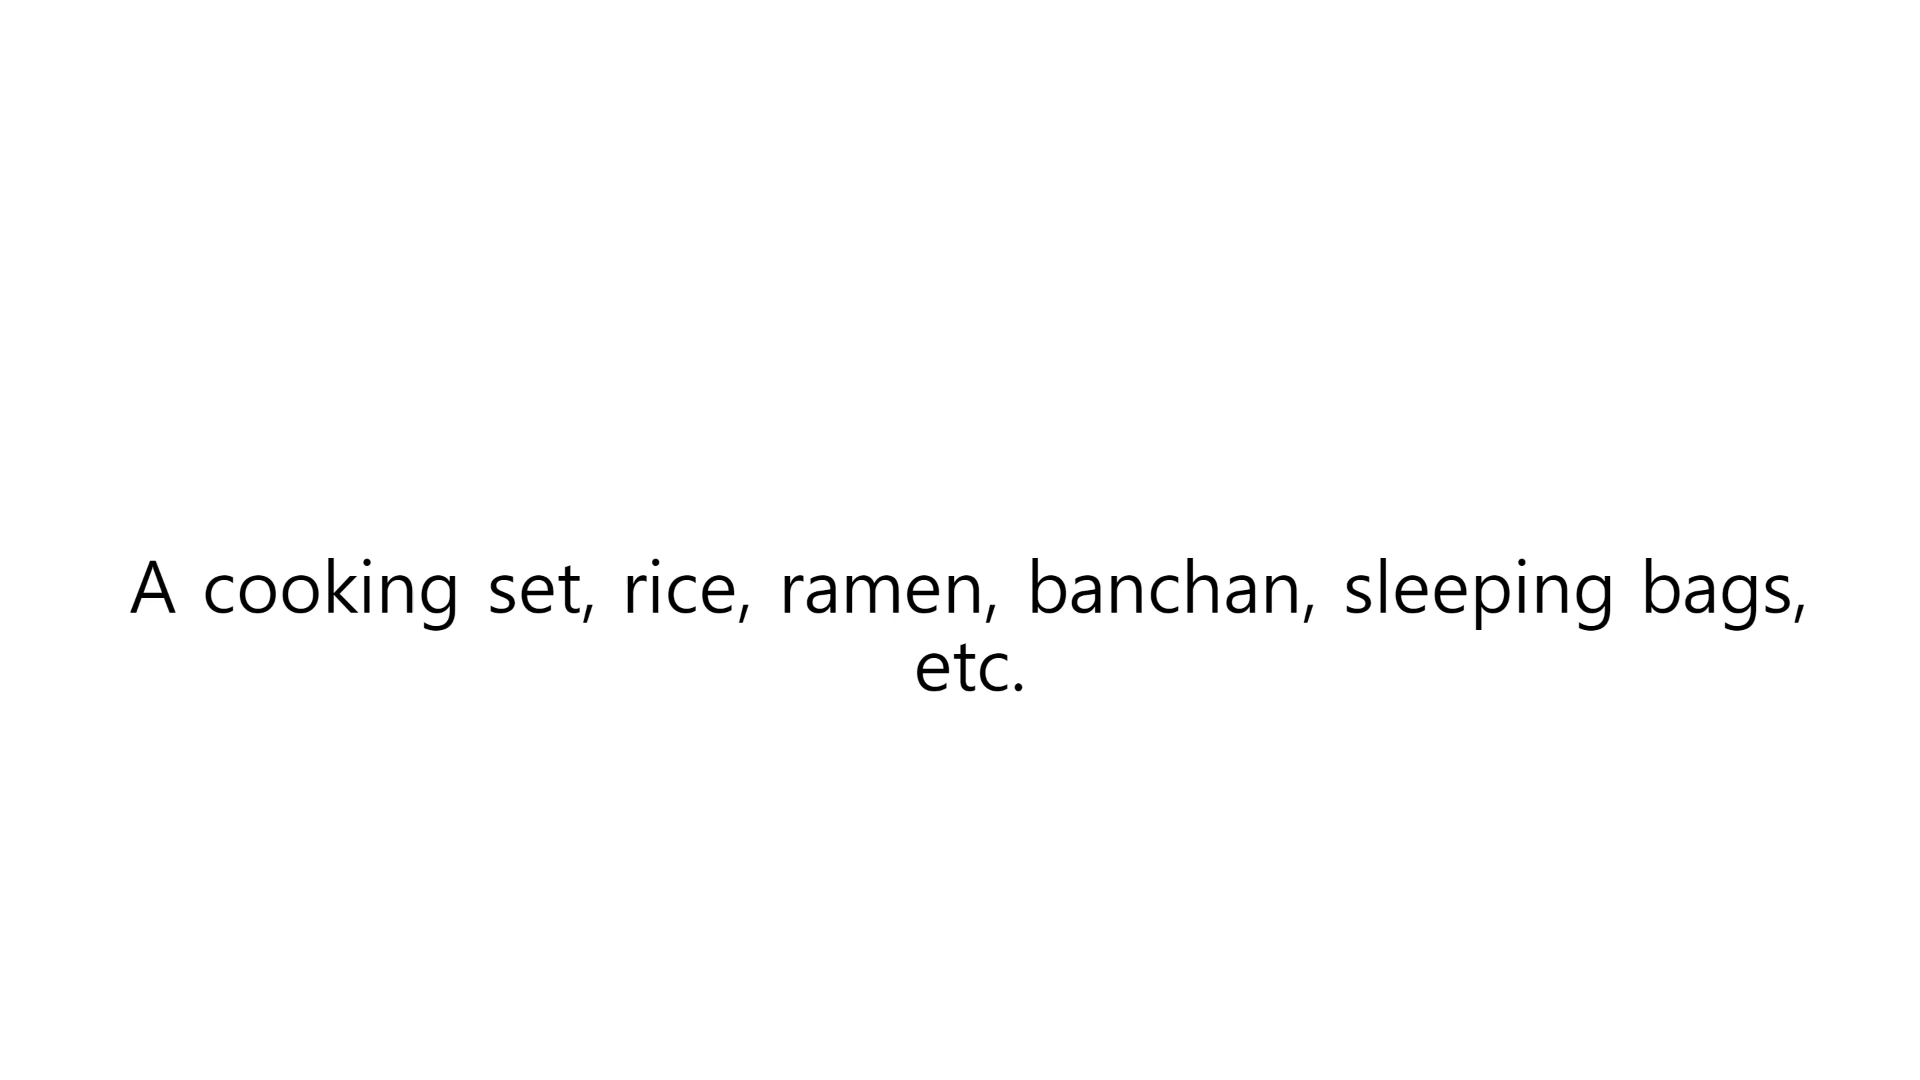 A cooking set, rice, ramen, banchan, sleeping bags,
etc.